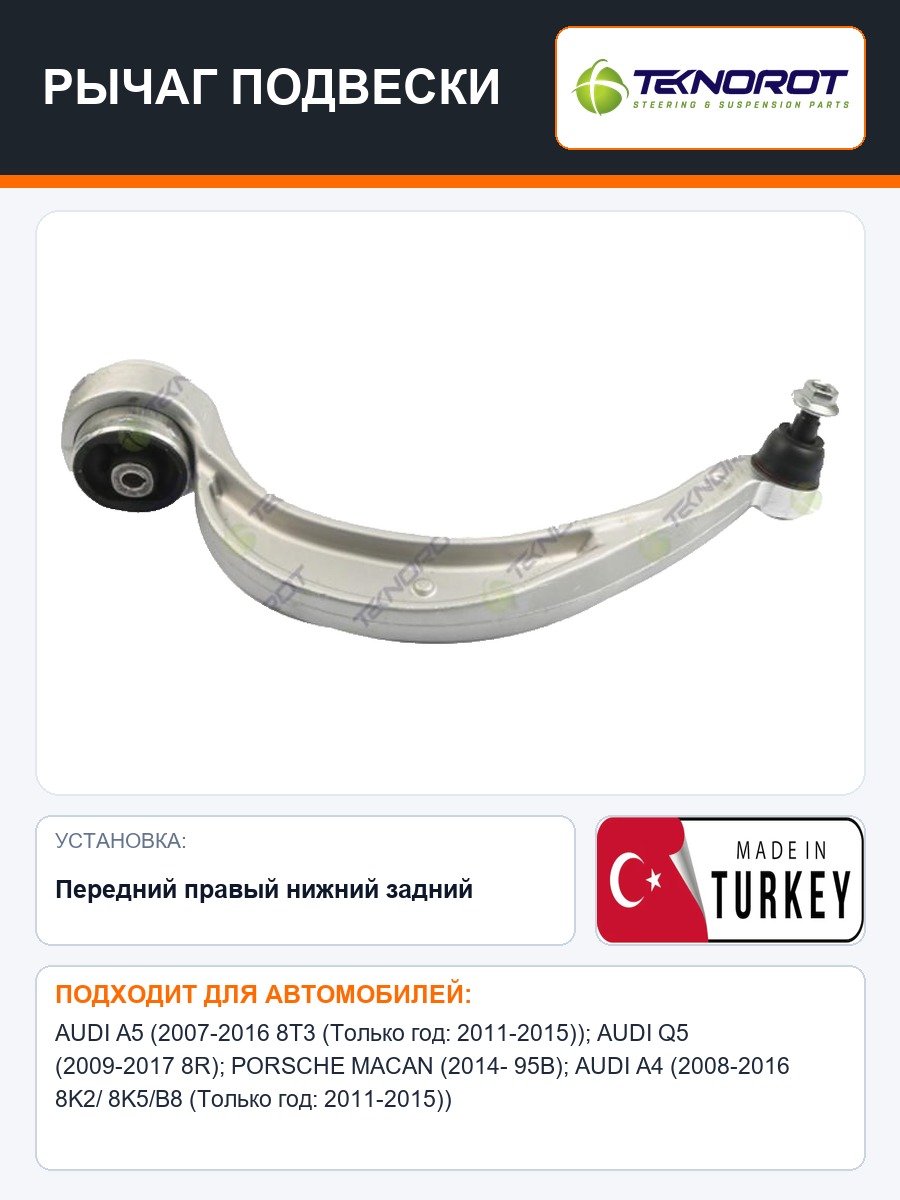 РЫЧАГ ПОДВЕСКИ
TEKNOROT
STEERING & SUSPENSION PARTS
TEKNOROT
УСТАНОВКА:
Передний правый нижний задний
MADE IN
TURKEY
ПОДХОДИТ ДЛЯ АВТОМОБИЛЕЙ:
AUDI A5 (2007-2016 8T3 (Только год: 2011-2015)); AUDI Q5
(2009-2017 8R); PORSCHE MACAN (2014- 95B); AUDI A4 (2008-2016
8K2/ 8K5/B8 (Только год: 2011-2015))